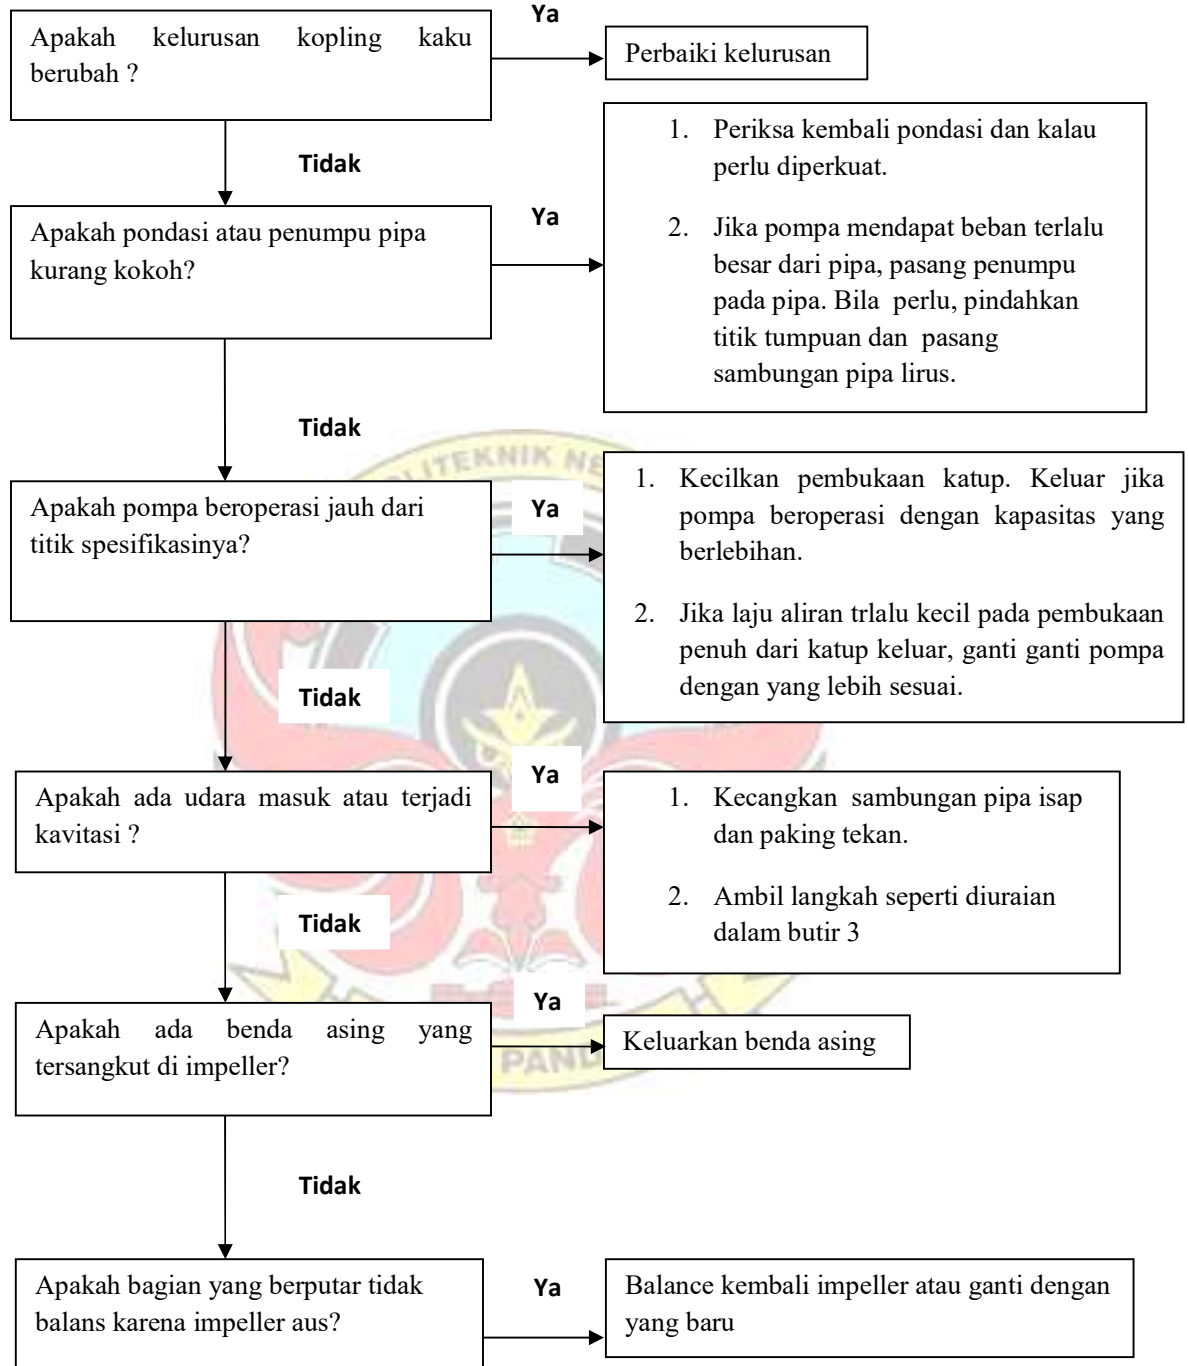 Ya
Apakah kelurusan kopling kaku
berubah ?
Perbaiki kelurusan
Tidak
1. Periksa kembali pondasi dan kalau
perlu diperkuat.
2. Jika pompa mendapat beban terlalu
besar dari pipa, pasang penumpu
pada pipa. Bila perlu, pindahkan
titik tumpuan dan pasang
sambungan pipa lirus.
Ya
Apakah pondasi atau penumpu pipa
kurang kokoh?
Tidak
Ya
Apakah pompa beroperasi jauh dari
titik spesifikasinya?
1. Kecilkan pembukaan katup. Keluar jika
pompa beroperasi dengan kapasitas yang
berlebihan.
2. Jika laju aliran trlalu kecil pada pembukaan
penuh dari katup keluar, ganti ganti pompa
dengan yang lebih sesuai.
Tidak
Ya
Apakah ada udara masuk atau terjadi
kavitasi ?
1. Kecangkan sambungan pipa isap
dan paking tekan.
2. Ambil langkah seperti diuraian
dalam butir 3
Tidak
Ya
Apakah ada benda asing yang
tersangkut di impeller?
Keluarkan benda asing
Tidak
Apakah bagian yang berputar tidak
balans karena impeller aus?
Ya
Balance kembali impeller atau ganti dengan
yang baru